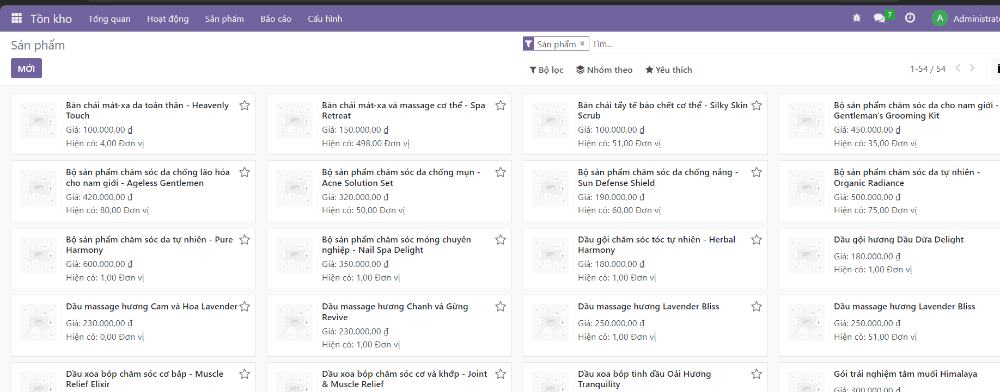 Tồn kho Tổng quan Hoạt động Sản phẩm Báo cáo Cấu hình 7 A Administrato
Sản phẩm
Sản phẩm × Tìm...
MỚI
Bộ lọc Nhóm theo Yêu thích 1-54 / 54
Bàn chải mát-xa da toàn thân - Heavenly
Touch
Giá: 100.000,00 ₫
Hiện có: 4,00 Đơn vị
Bàn chải mát-xa và massage cơ thể - Spa
Retreat
Giá: 150.000,00 ₫
Hiện có: 498,00 Đơn vị
Bàn chải tẩy tế bào chết cơ thể - Silky Skin
Scrub
Giá: 100.000,00 ₫
Hiện có: 51,00 Đơn vị
Bộ sản phẩm chăm sóc da cho nam giới -
Gentleman's Grooming Kit
Giá: 450.000,00 ₫
Hiện có: 35,00 Đơn vị
Bộ sản phẩm chăm sóc da chống lão hóa
cho nam giới - Ageless Gentlemen
Giá: 420.000,00 ₫
Hiện có: 80,00 Đơn vị
Bộ sản phẩm chăm sóc da chống mụn -
Acne Solution Set
Giá: 320.000,00 ₫
Hiện có: 50,00 Đơn vị
Bộ sản phẩm chăm sóc da chống nắng -
Sun Defense Shield
Giá: 190.000,00 ₫
Hiện có: 60,00 Đơn vị
Bộ sản phẩm chăm sóc da tự nhiên -
Organic Radiance
Giá: 500.000,00 ₫
Hiện có: 75,00 Đơn vị
Bộ sản phẩm chăm sóc da tự nhiên - Pure
Harmony
Giá: 600.000,00 ₫
Hiện có: 1,00 Đơn vị
Bộ sản phẩm chăm sóc móng chuyên
nghiệp - Nail Spa Delight
Giá: 350.000,00 ₫
Hiện có: 1,00 Đơn vị
Dầu gội chăm sóc tóc tự nhiên - Herbal
Harmony
Giá: 180.000,00 ₫
Hiện có: 1,00 Đơn vị
Dầu gội hương Dầu Dừa Delight
Giá: 180.000,00 ₫
Hiện có: 1,00 Đơn vị
Dầu massage hương Cam và Hoa Lavender
Giá: 230.000,00 ₫
Hiện có: 0,00 Đơn vị
Dầu massage hương Chanh và Gừng
Revive
Giá: 230.000,00 ₫
Hiện có: 1,00 Đơn vị
Dầu massage hương Lavender Bliss
Giá: 250.000,00 ₫
Hiện có: 1,00 Đơn vị
Dầu massage hương Lavender Bliss
Giá: 250.000,00 ₫
Hiện có: 51,00 Đơn vị
Dầu xoa bóp chăm sóc cơ bắp - Muscle
Relief Elixir
Dầu xoa bóp chăm sóc cơ và khớp - Joint
& Muscle Relief
Dầu xoa bóp tinh dầu Oải Hương
Tranquility
Gói trải nghiệm tắm muối Himalaya
Giá: 300.000,00 ₫